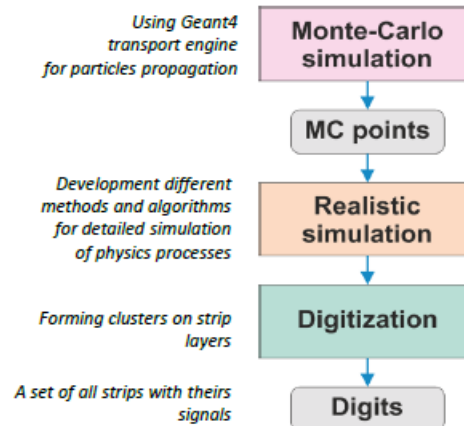 Using Geant4
transport engine
for particles propagation
Monte-Carlo
simulation
MC points
Development different
methods and algorithms
for detailed simulation
of physics processes
Realistic
simulation
Forming clusters on strip
layers
Digitization
A set of all strips with theirs
signals
Digits